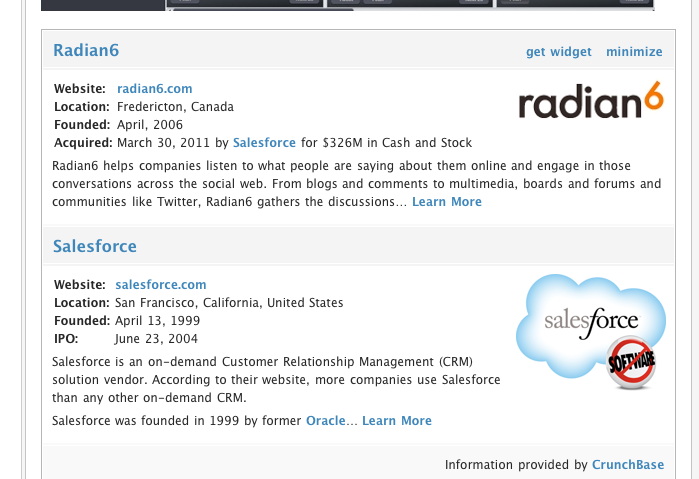 Radian6
get widget minimize
Website: radian6.com
radian6
Location: Fredericton, Canada
Founded: April, 2006
Acquired: March 30, 2011 by Salesforce for $326M in Cash and Stock
Radian6 helps companies listen to what people are saying about them online and engage in those
conversations across the social web. From blogs and comments to multimedia, boards and forums and
communities like Twitter, Radian6 gathers the discussions... Learn More
Salesforce
Website: salesforce.com
Location: San Francisco, California, United States
Founded: April 13, 1999
IPO: June 23, 2004
salesforce
SOFTWARE
Salesforce is an on-demand Customer Relationship Management (CRM)
solution vendor. According to their website, more companies use Salesforce
than any other on-demand CRM.
Salesforce was founded in 1999 by former Oracle... Learn More
Information provided by CrunchBase